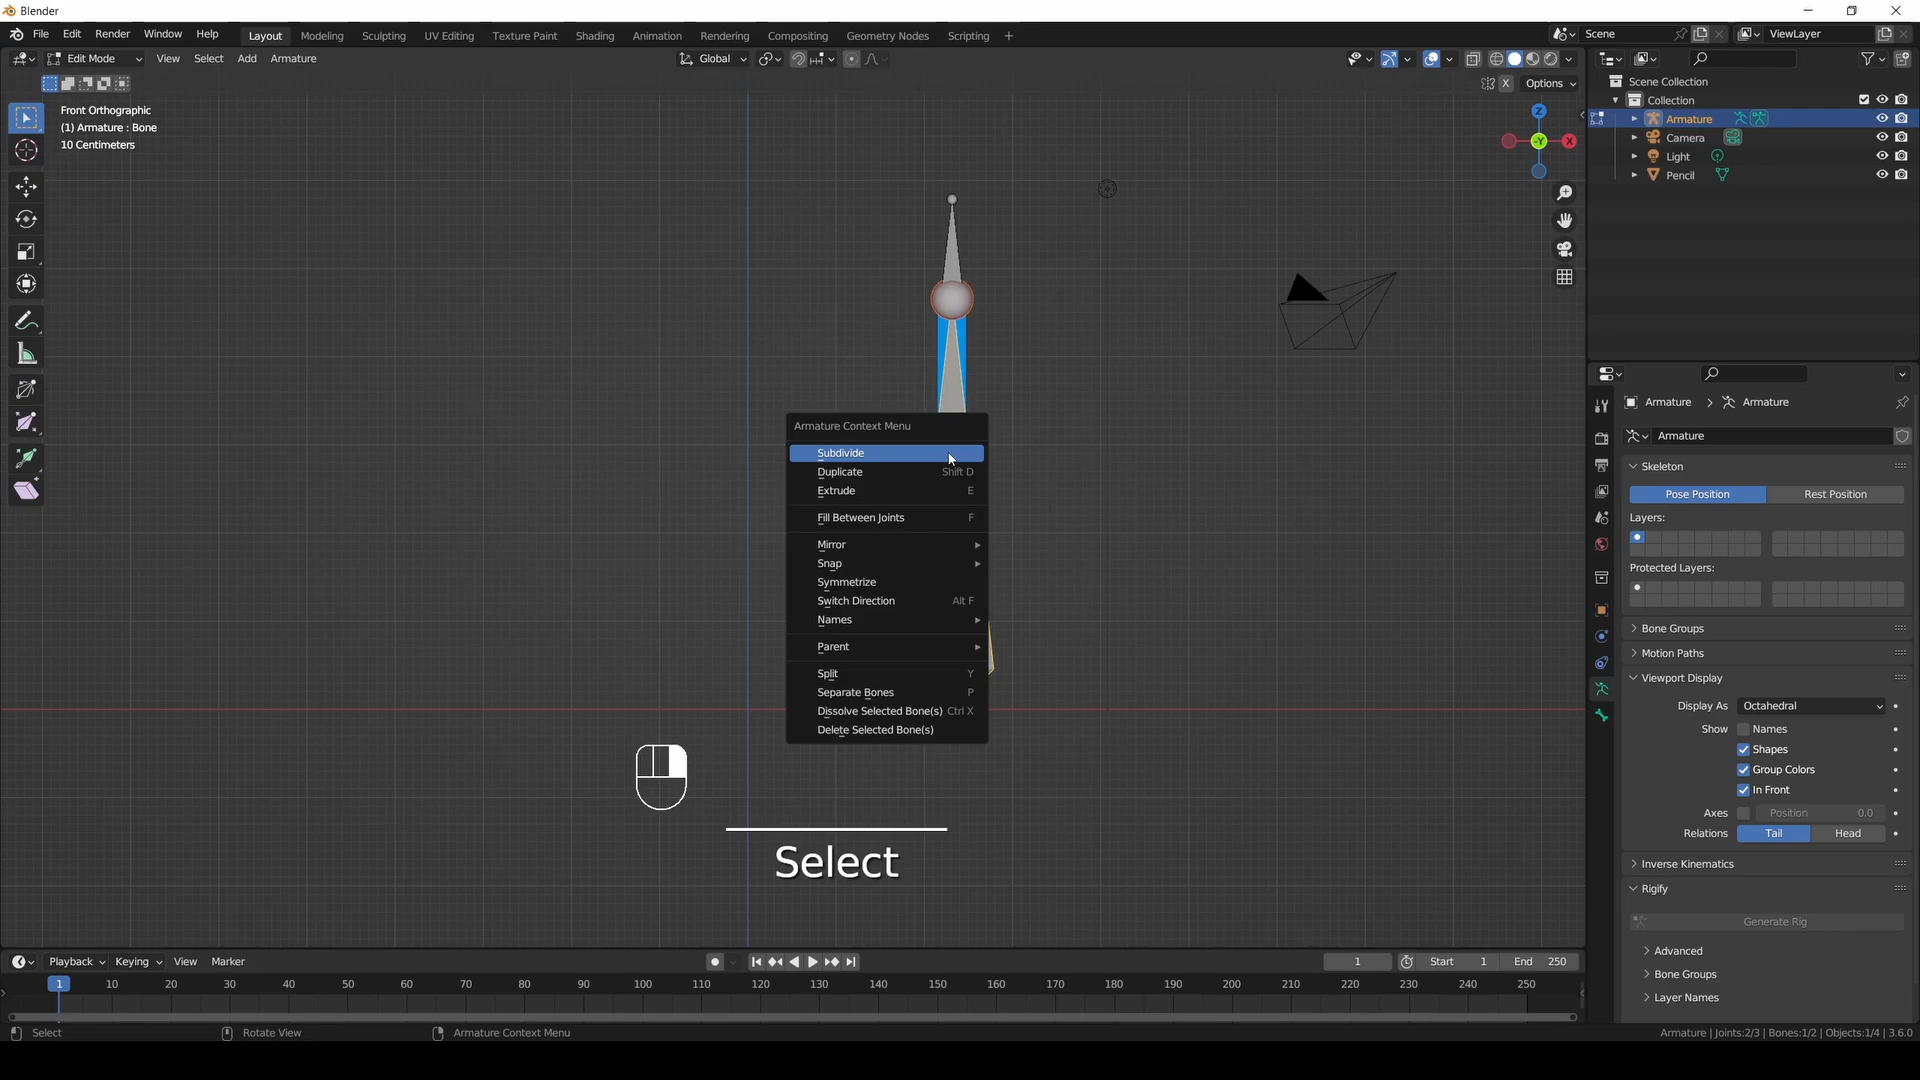 Blender
File Edit Render Window Help Layout Modeling Sculpting UV Editing Texture Paint Shading Animation Rendering Compositing Geometry Nodes Scripting + Scene ViewLayer
Edit Mode View Select Add Armature Global
X Options
Front Orthographic
(1) Armature : Bone
10 Centimeters
Z
-Y
X
Scene Collection
Collection
Armature
Camera
Light
Pencil
Armature Context Menu
Subdivide
Duplicate Shift D
Extrude E
Fill Between Joints F
Mirror
Snap
Symmetrize
Switch Direction Alt F
Names
Parent
Split Y
Separate Bones P
Dissolve Selected Bone(s) Ctrl X
Delete Selected Bone(s)
Select
Armature > Armature
Armature
Skeleton
Pose Position Rest Position
Layers:
Protected Layers:
Bone Groups
Motion Paths
Viewport Display
Display As Octahedral
Show Names
Shapes
Group Colors
In Front
Axes Position 0.0
Relations Tail Head
Inverse Kinematics
Rigify
Generate Rig
Advanced
Bone Groups
Layer Names
Playback Keying View Marker 1 Start 1 End 250
1 10 20 30 40 50 60 70 80 90 100 110 120 130 140 150 160 170 180 190 200 210 220 230 240 250
Select Rotate View Armature Context Menu Armature | Joints:2/3 | Bones:1/2 | Objects:1/4 | 3.6.0